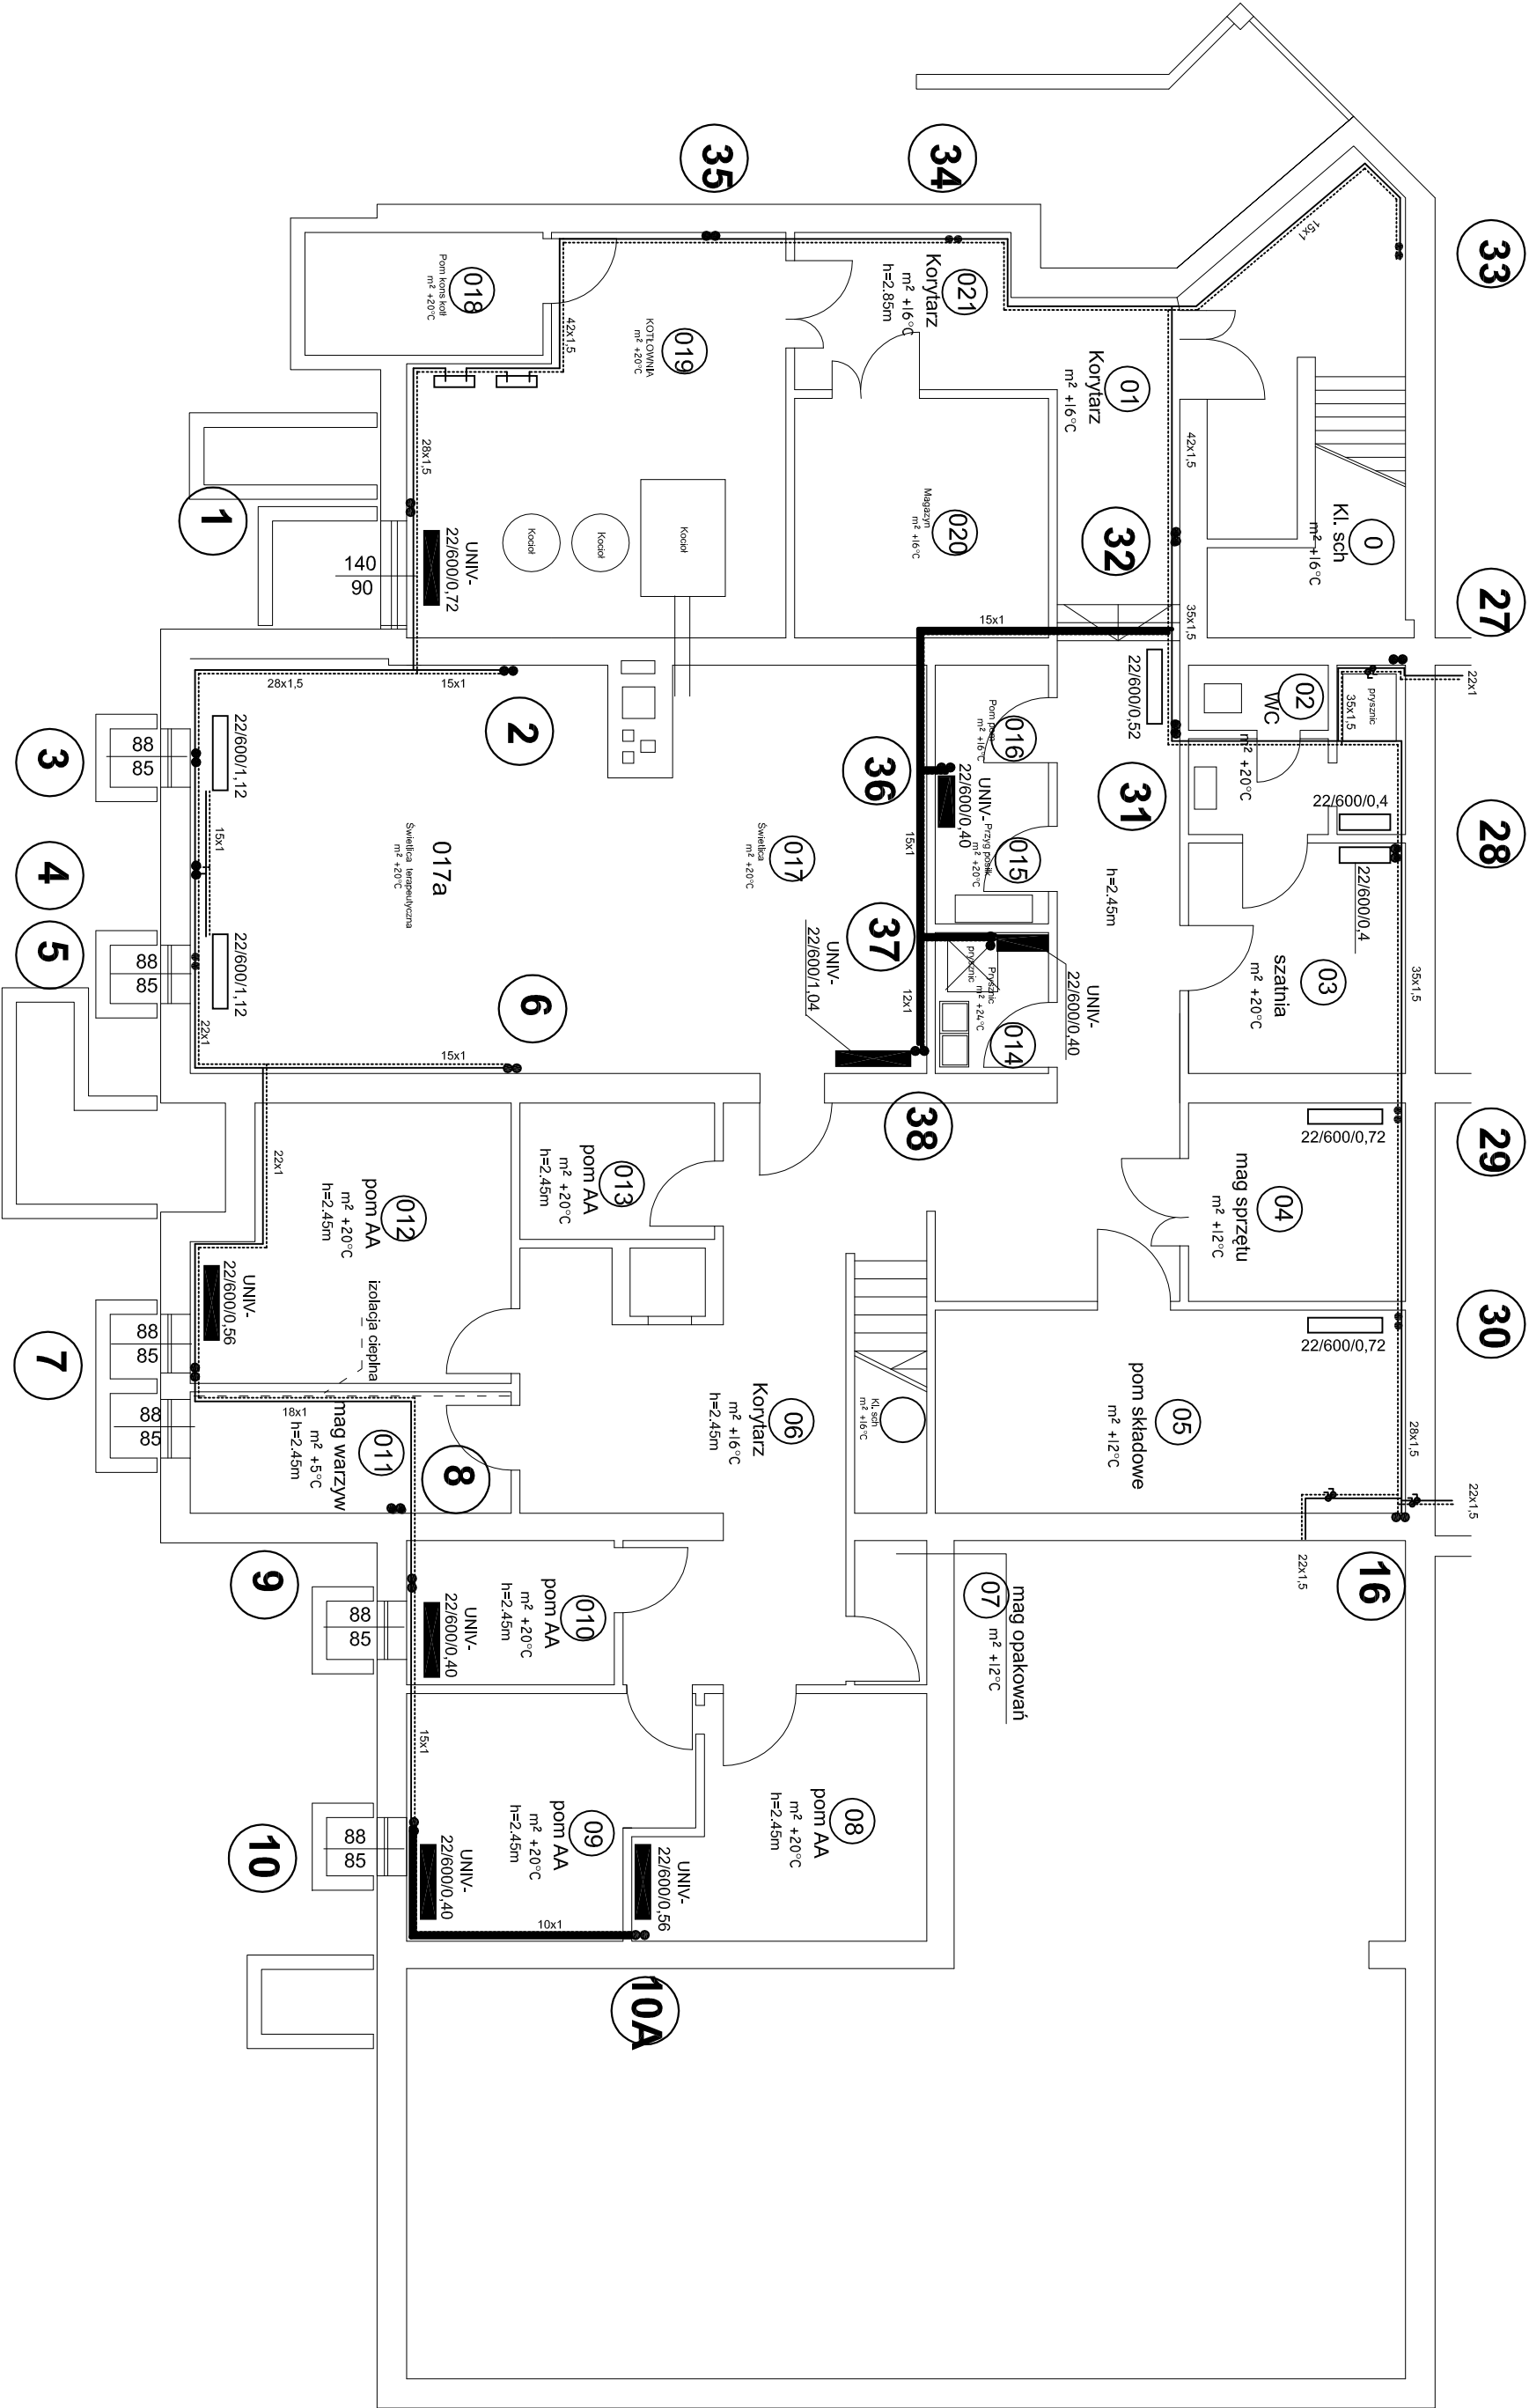 33
34
35
27
28
29
30
16
15x1
0
Kl. sch
m² +16°C
01
Korytarz
m² +16°C
021
Korytarz
m² +16°C
h=2.85m
018
Pom kons kotł
m² +20°C
019
KOTŁOWNIA
m² +20°C
42x1,5
28x1,5
42x1,5
35x1,5
32
020
Magazyn
m² +16°C
Kocioł
Kocioł
Kocioł
1
140
90
UNIV-
22/600/0,72
15x1
22/600/0,52
02
WC
m² +20°C
prysznic
35x1,5
22x1
22/600/0,4
22/600/0,4
31
h=2.45m
03
szatnia
m² +20°C
35x1,5
016
Pom pom
m² +16°C
36
UNIV-
22/600/0,40
015
Przyg posiłk
m² +20°C
15x1
37
12x1
prysznic
Prysznic
m² +24°C
014
UNIV-
22/600/0,40
UNIV-
22/600/1,04
38
28x1,5
15x1
2
3
88
85
22/600/1,12
15x1
4
5
88
85
22/600/1,12
22x1
6
15x1
017a
Świetlica terapeutyczna
m² +20°C
017
Świetlica
m² +20°C
22/600/0,72
04
mag sprzętu
m² +12°C
22/600/0,72
05
pom składowe
m² +12°C
28x1,5
22x1,5
22x1,5
013
pom AA
m² +20°C
h=2.45m
012
pom AA
m² +20°C
h=2.45m
22x1
izolacja cieplna
UNIV-
22/600/0,56
7
88
85
88
85
18x1
011
mag warzyw
m² +5°C
h=2.45m
8
06
Korytarz
m² +16°C
h=2.45m
Kl. sch
m² +16°C
9
88
85
010
pom AA
m² +20°C
h=2.45m
UNIV-
22/600/0,40
07
mag opakowań
m² +12°C
15x1
10
88
85
09
pom AA
m² +20°C
h=2.45m
UNIV-
22/600/0,40
08
pom AA
m² +20°C
h=2.45m
UNIV-
22/600/0,56
10x1
10A